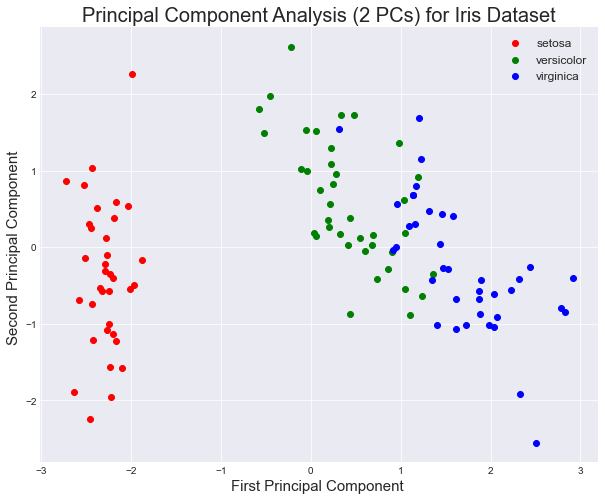 Principal Component Analysis (2 PCs) for Iris Dataset
setosa
versicolor
virginica
Second Principal Component
2
1
0
−1
−2
−3
−2
−1
0
1
2
3
First Principal Component